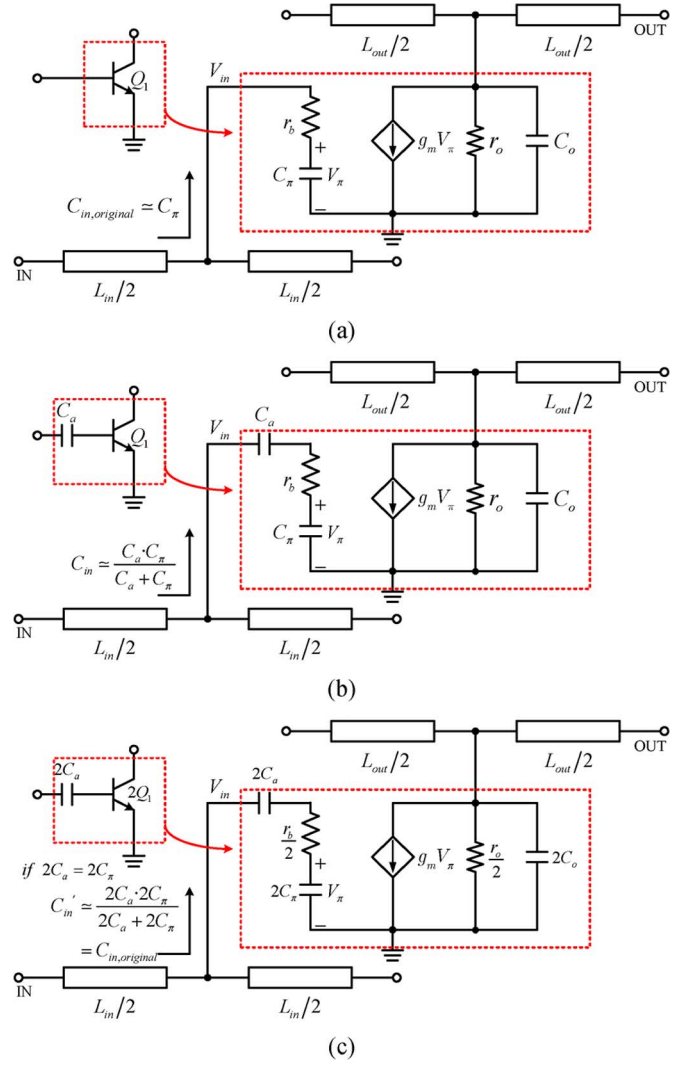 L_out/2 L_out/2 OUT
Q_1
V_in
r_b
+
C_π V_π
−
g_m V_π
r_o
C_o
C_in,original ≃ C_π
IN
L_in/2 L_in/2
(a)
L_out/2 L_out/2 OUT
C_a
Q_1
V_in
C_a
r_b
+
C_π V_π
−
g_m V_π
r_o
C_o
C_in ≃ C_a·C_π / C_a + C_π
IN
L_in/2 L_in/2
(b)
L_out/2 L_out/2 OUT
2C_a
2Q_1
V_in
2C_a
r_b/2
+
2C_π V_π
−
g_m V_π
r_o/2
2C_o
if 2C_a = 2C_π
C_in' ≃ 2C_a·2C_π / 2C_a + 2C_π
= C_in,original
IN
L_in/2 L_in/2
(c)